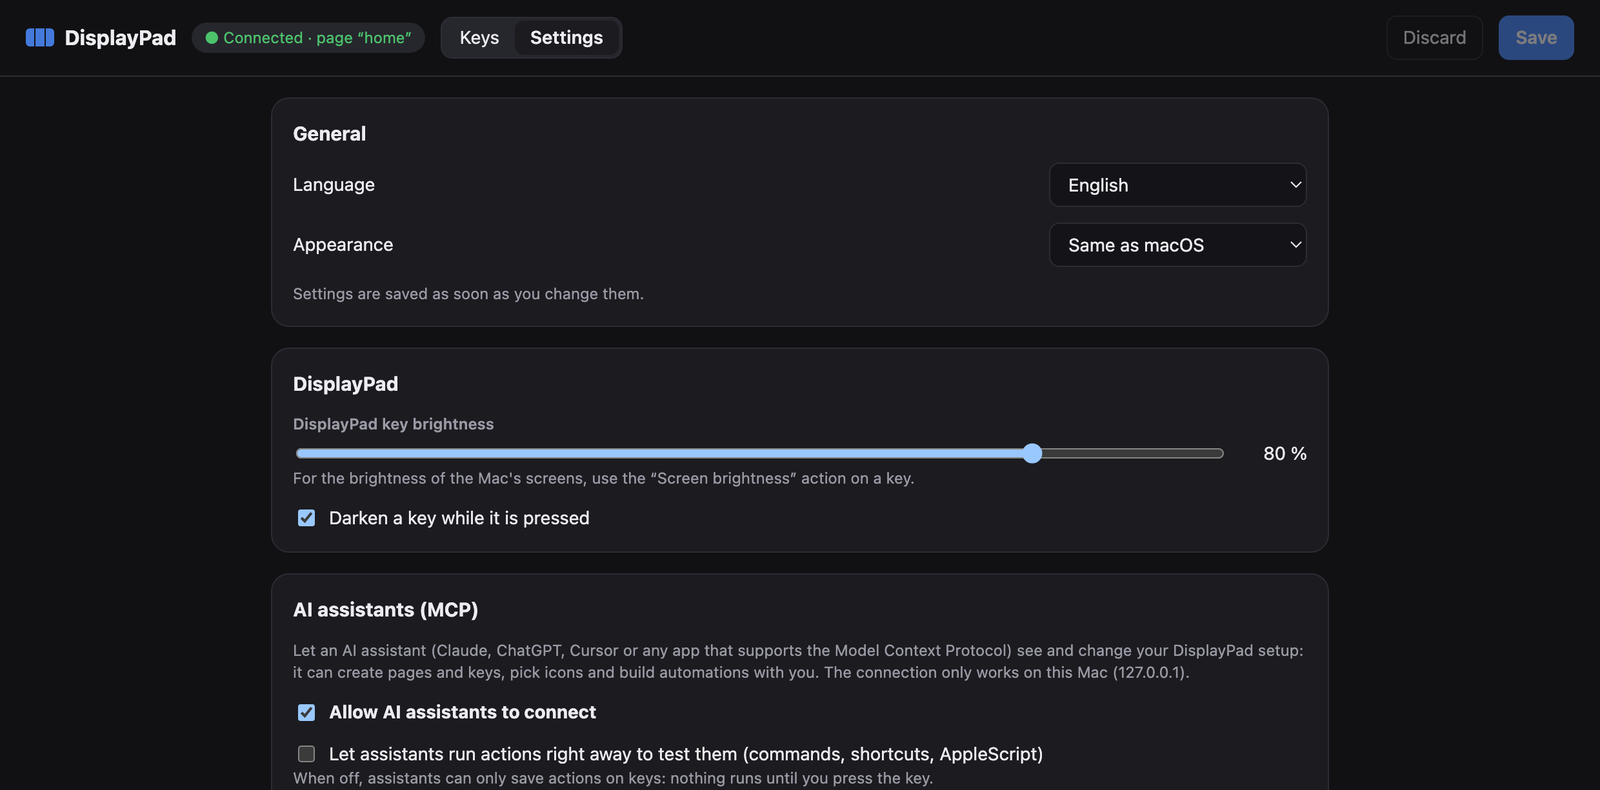 DisplayPad
Connected · page “home”
Keys
Settings
Discard
Save
General
Language
English
Appearance
Same as macOS
Settings are saved as soon as you change them.
DisplayPad
DisplayPad key brightness
80 %
For the brightness of the Mac's screens, use the “Screen brightness” action on a key.
Darken a key while it is pressed
AI assistants (MCP)
Let an AI assistant (Claude, ChatGPT, Cursor or any app that supports the Model Context Protocol) see and change your DisplayPad setup:
it can create pages and keys, pick icons and build automations with you. The connection only works on this Mac (127.0.0.1).
Allow AI assistants to connect
Let assistants run actions right away to test them (commands, shortcuts, AppleScript)
When off, assistants can only save actions on keys: nothing runs until you press the key.